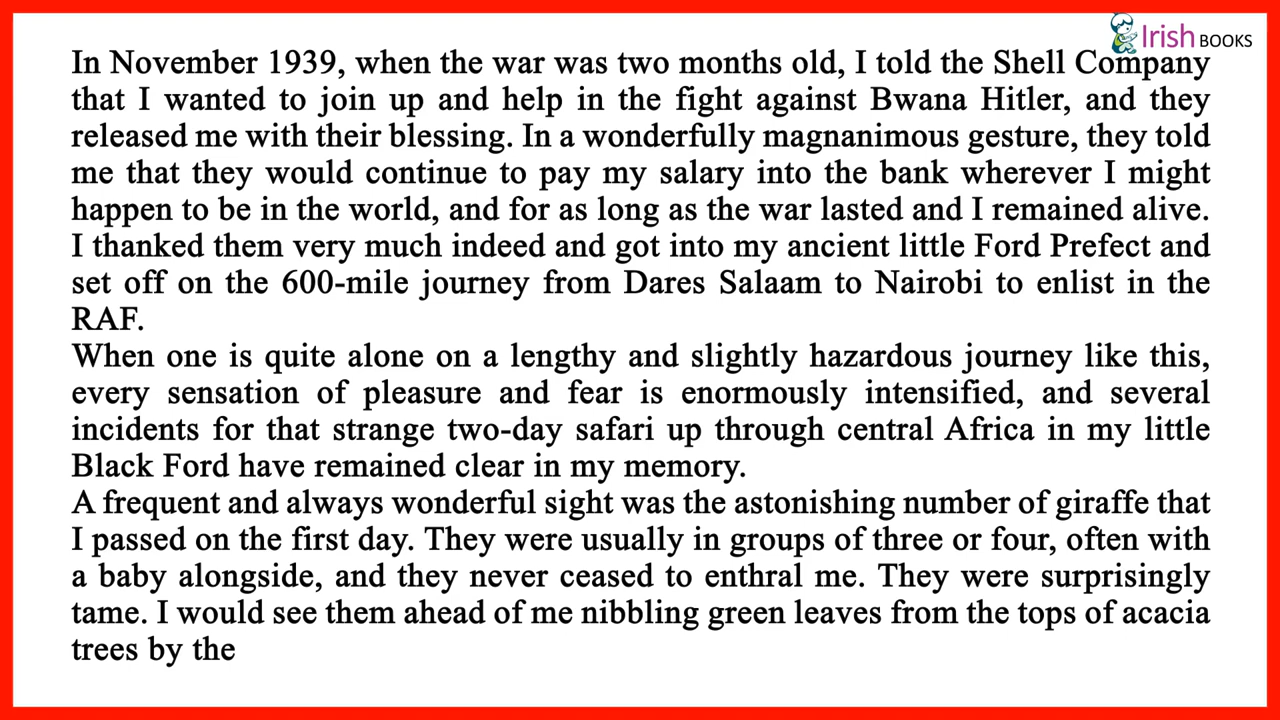 Irish BOOKS
In November 1939, when the war was two months old, I told the Shell Company
that I wanted to join up and help in the fight against Bwana Hitler, and they
released me with their blessing. In a wonderfully magnanimous gesture, they told
me that they would continue to pay my salary into the bank wherever I might
happen to be in the world, and for as long as the war lasted and I remained alive.
I thanked them very much indeed and got into my ancient little Ford Prefect and
set off on the 600-mile journey from Dares Salaam to Nairobi to enlist in the
RAF.
When one is quite alone on a lengthy and slightly hazardous journey like this,
every sensation of pleasure and fear is enormously intensified, and several
incidents for that strange two-day safari up through central Africa in my little
Black Ford have remained clear in my memory.
A frequent and always wonderful sight was the astonishing number of giraffe that
I passed on the first day. They were usually in groups of three or four, often with
a baby alongside, and they never ceased to enthral me. They were surprisingly
tame. I would see them ahead of me nibbling green leaves from the tops of acacia
trees by the